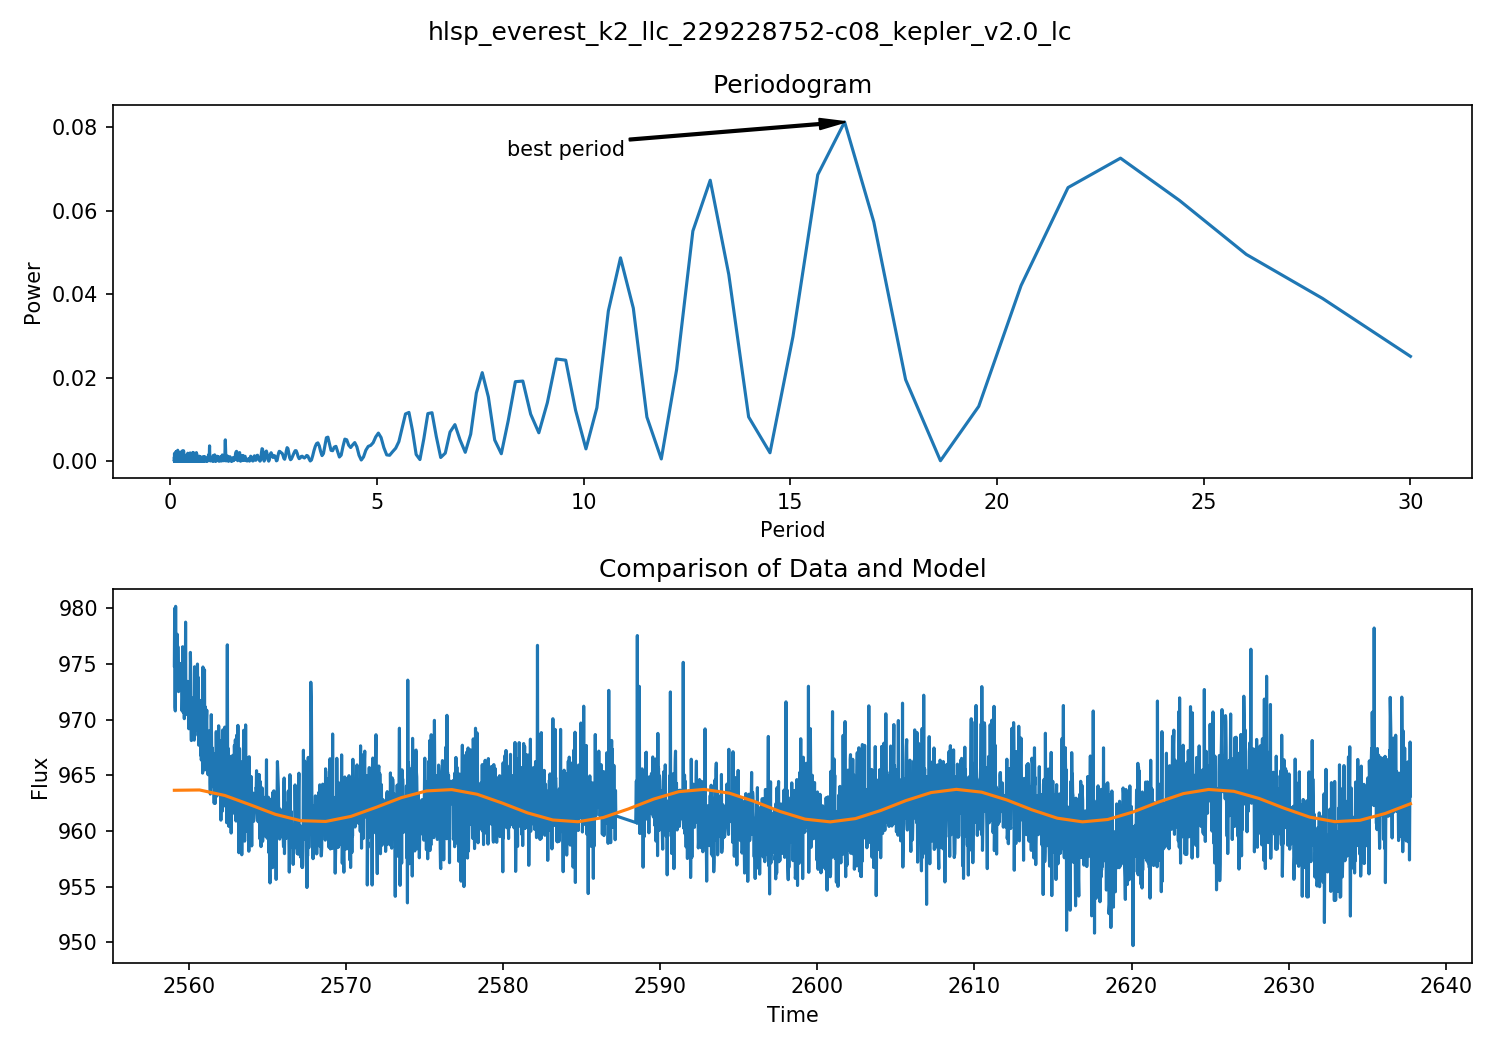 hlsp_everest_k2_llc_229228752-c08_kepler_v2.0_lc
Periodogram
best period
Power
0.08
0.06
0.04
0.02
0.00
0 5 10 15 20 25 30
Period
Comparison of Data and Model
Flux
980
975
970
965
960
955
950
2560 2570 2580 2590 2600 2610 2620 2630 2640
Time